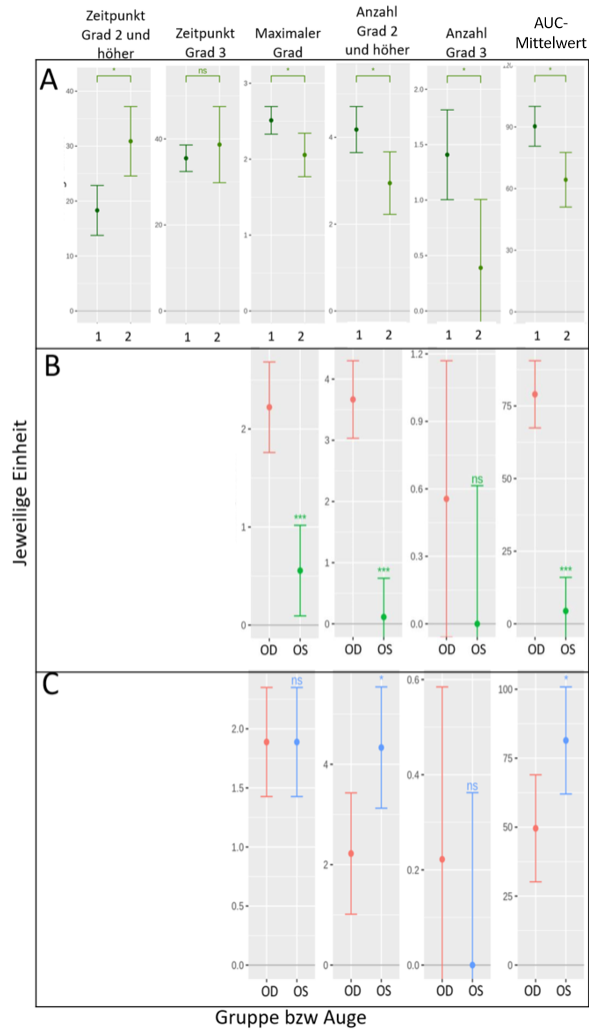 Zeitpunkt
Grad 2 und
höher
Zeitpunkt
Grad 3
Maximaler
Grad
Anzahl
Grad 2
und höher
Anzahl
Grad 3
AUC-
Mittelwert
A
* ns * * * *
40
30
20
10
0
40
20
0
3
2
1
0
4
2
0
2.0
1.5
1.0
0.5
0.0
90
60
30
0
1 2 1 2 1 2 1 2 1 2 1 2
B
2
1
0
***
4
3
2
1
0
***
1.2
0.9
0.6
0.3
0.0
ns
75
50
25
0
***
OD OS OD OS OD OS OD OS
C
2.0
1.5
1.0
0.5
0.0
ns
4
2
0
*
0.6
0.4
0.2
0.0
ns
100
75
50
25
0
*
OD OS OD OS OD OS OD OS
Jeweilige Einheit
Gruppe bzw Auge